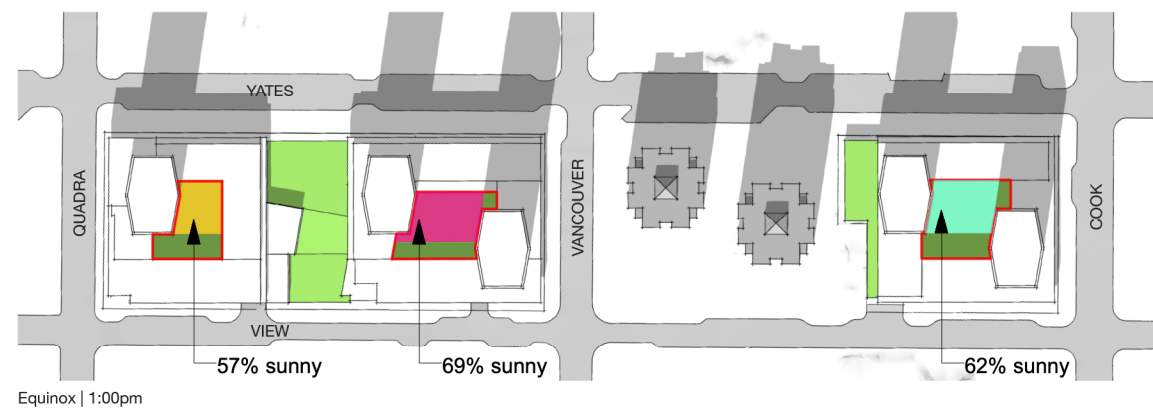 YATES
QUADRA
VANCOUVER
COOK
VIEW
57% sunny
69% sunny
62% sunny
Equinox | 1:00pm